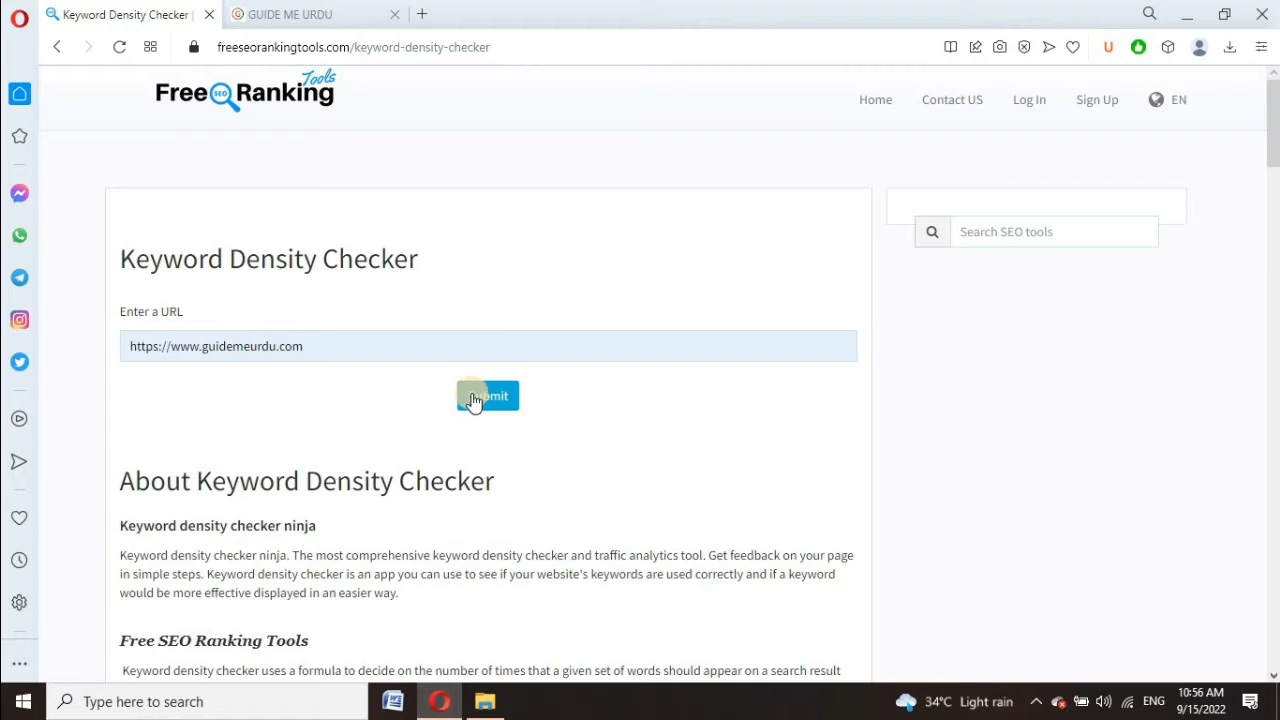 Keyword Density Checker |
GUIDE ME URDU
freeseorankingtools.com/keyword-density-checker
U
Free SEO Ranking Tools
Home
Contact US
Log In
Sign Up
EN
Search SEO tools
Keyword Density Checker
Enter a URL
https://www.guidemeurdu.com
About Keyword Density Checker
Keyword density checker ninja
Keyword density checker ninja. The most comprehensive keyword density checker and traffic analytics tool. Get feedback on your page
in simple steps. Keyword density checker is an app you can use to see if your website's keywords are used correctly and if a keyword
would be more effective displayed in an easier way.
Free SEO Ranking Tools
Keyword density checker uses a formula to decide on the number of times that a given set of words should appear on a search result
Type here to search
34°C Light rain
ENG
10:56 AM
9/15/2022